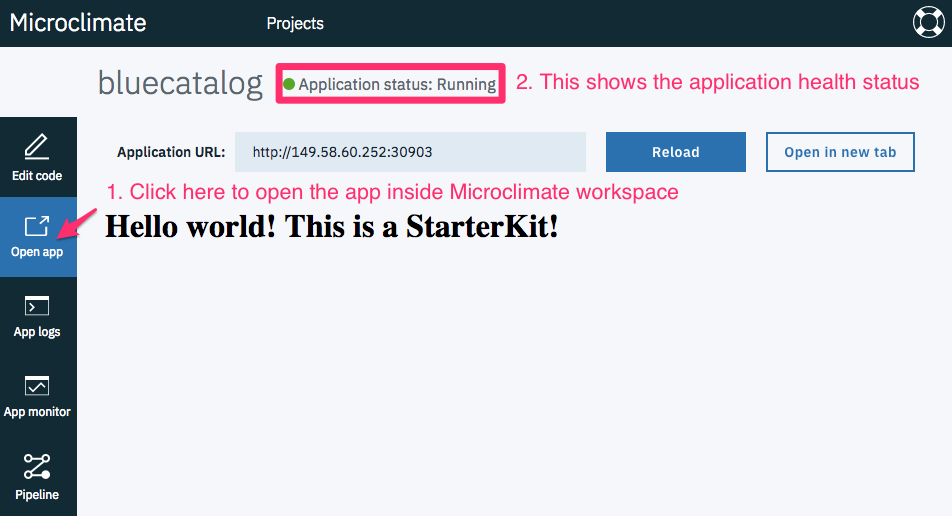 Microclimate
Projects
bluecatalog
Application status: Running
2. This shows the application health status
Edit code
Application URL:
http://149.58.60.252:30903
Reload
Open in new tab
1. Click here to open the app inside Microclimate workspace
Open app
Hello world! This is a StarterKit!
App logs
App monitor
Pipeline